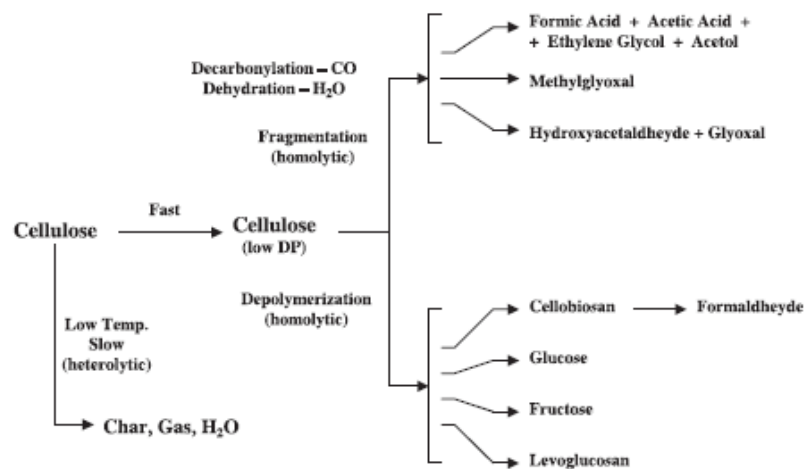 Formic Acid + Acetic Acid +
+ Ethylene Glycol + Acetol
Decarbonylation – CO
Dehydration – H₂O
Methylglyoxal
Fragmentation
(homolytic)
Hydroxyacetaldheyde + Glyoxal
Fast
Cellulose
Cellulose
(low DP)
Depolymerization
(homolytic)
Low Temp.
Slow
(heterolytic)
Char, Gas, H₂O
Cellobiosan
Formaldheyde
Glucose
Fructose
Levoglucosan